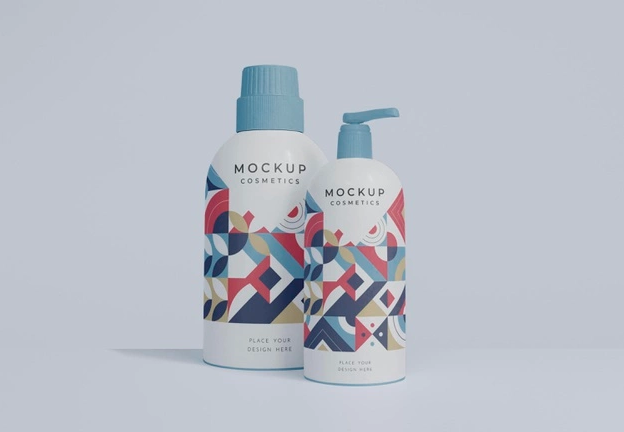 MOCKUP
COSMETICS
PLACE YOUR
DESIGN HERE
MOCKUP
COSMETICS
PLACE YOUR
DESIGN HERE